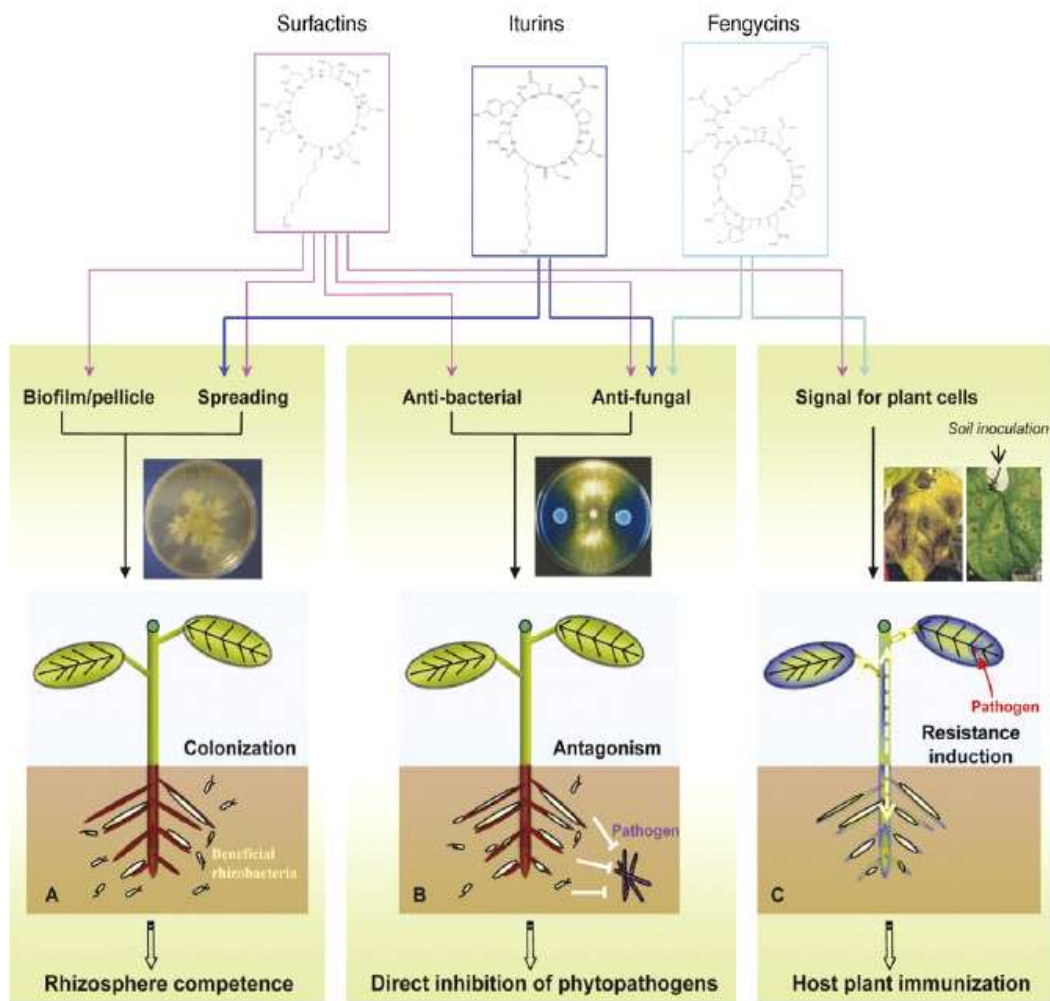 Surfactins
Iturins
Fengycins
Biofilm/pellicle
Spreading
Anti-bacterial
Anti-fungal
Signal for plant cells
Soil inoculation
Colonization
Beneficial
rhizobacteria
A
Antagonism
Pathogen
B
Pathogen
Resistance
induction
C
Rhizosphere competence
Direct inhibition of phytopathogens
Host plant immunization